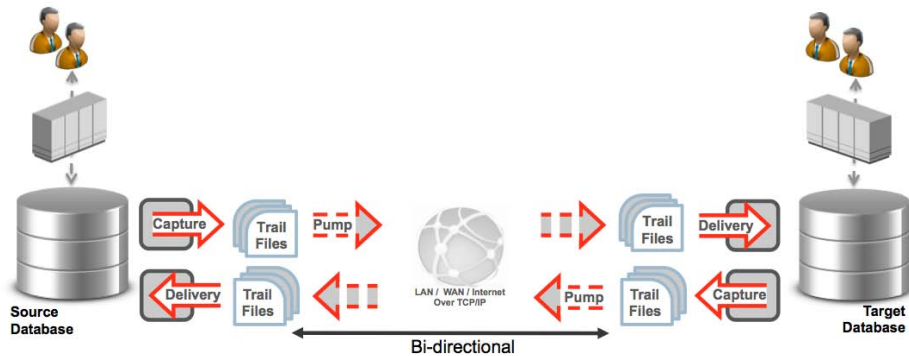 Capture
Trail
Files
Pump
Trail
Files
Delivery
LAN / WAN / Internet
Over TCP/IP
Delivery
Trail
Files
Pump
Trail
Files
Capture
Source
Database
Target
Database
Bi-directional